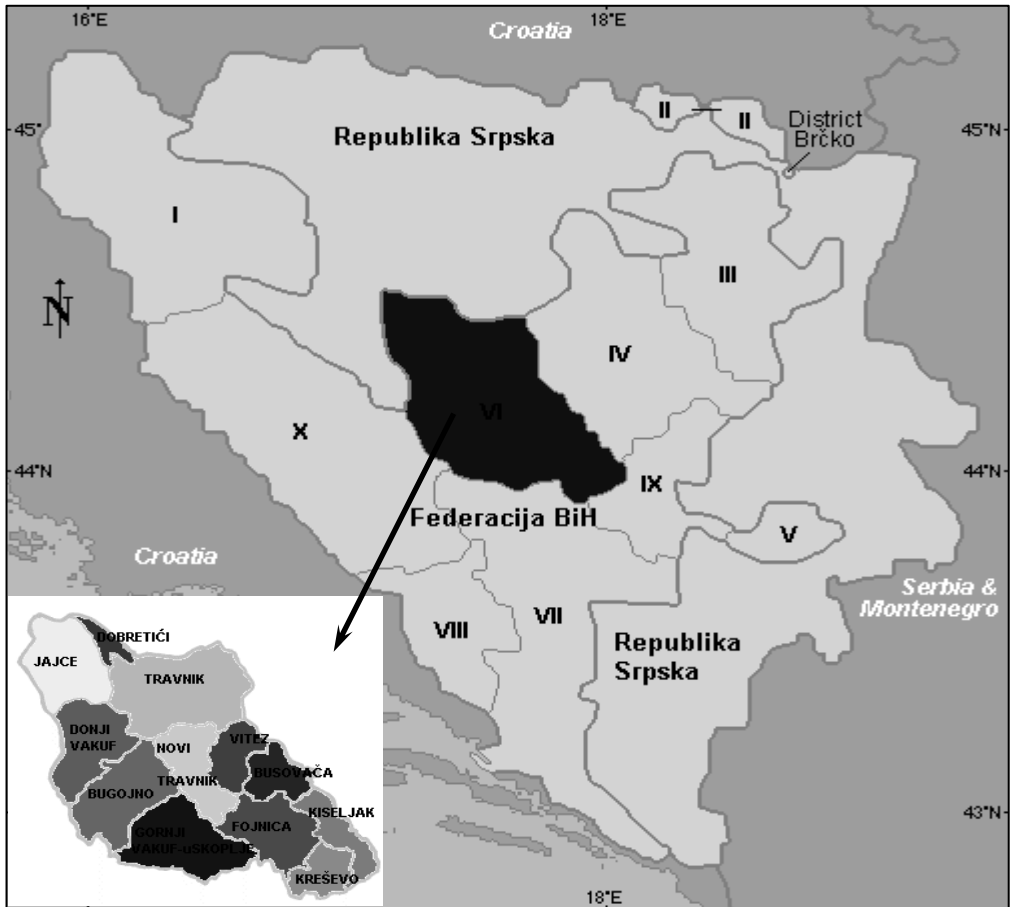 16°E
18°E
Croatia
45°N
Republika Srpska
II
II
District
Brčko
45°N
I
III
N
IV
VI
X
44°N
44°N
IX
Federacija BiH
V
Croatia
Serbia &
Montenegro
VIII
VII
Republika
Srpska
DOBRETIĆI
JAJCE
TRAVNIK
DONJI
VAKUF
NOVI
TRAVNIK
VITEZ
BUSOVAČA
BUGOJNO
KISELJAK
GORNJI
VAKUF-uSKOPLJE
FOJNICA
KREŠEVO
43°N
18°E